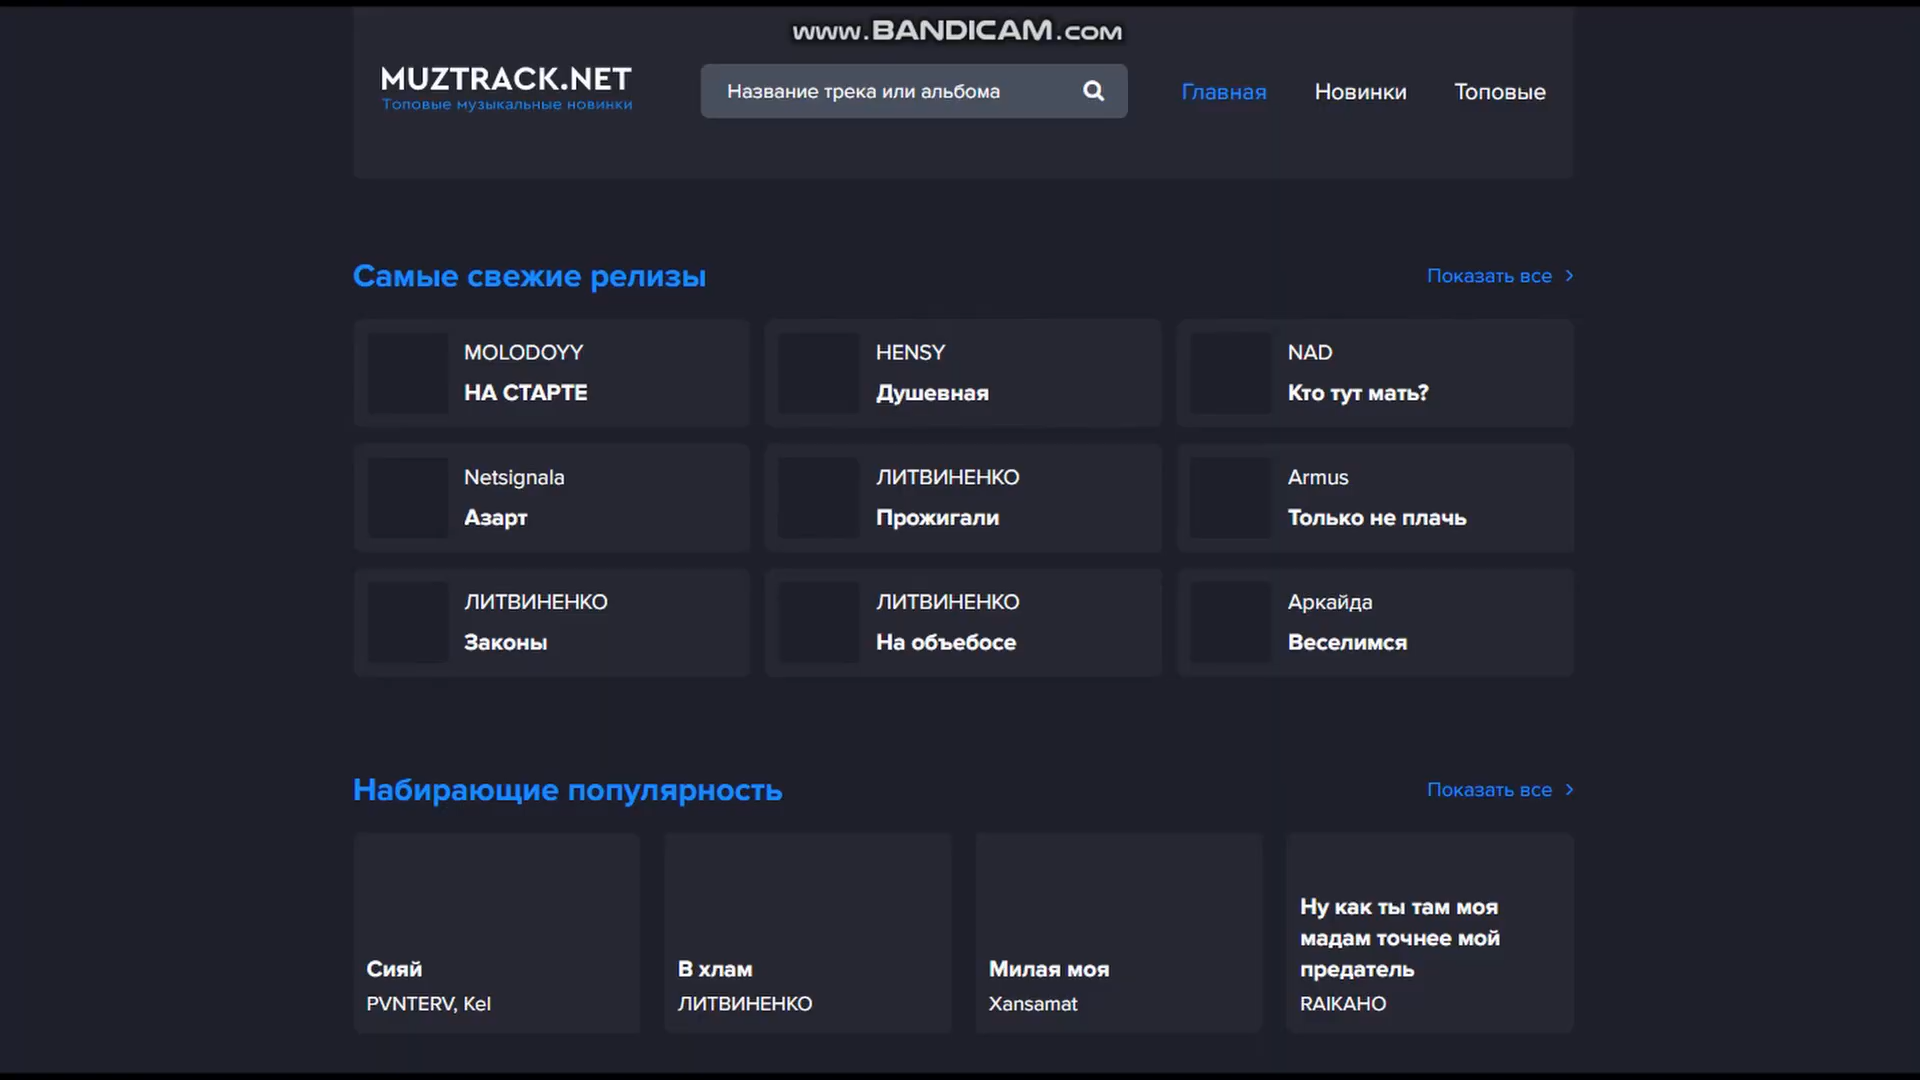 www.BANDICAM.com
MUZTRACK.NET
Топовые музыкальные новинки
Название трека или альбома
Главная
Новинки
Топовые
Самые свежие релизы
Показать все
MOLODOYY
НА СТАРТЕ
HENSY
Душевная
NAD
Кто тут мать?
Netsignala
Азарт
ЛИТВИНЕНКО
Прожигали
Armus
Только не плачь
ЛИТВИНЕНКО
Законы
ЛИТВИНЕНКО
На объебосе
Аркайда
Веселимся
Набирающие популярность
Показать все
Сияй
PVNTERV, Kel
В хлам
ЛИТВИНЕНКО
Милая моя
Xansamat
Ну как ты там моя
мадам точнее мой
предатель
RAIKAHO